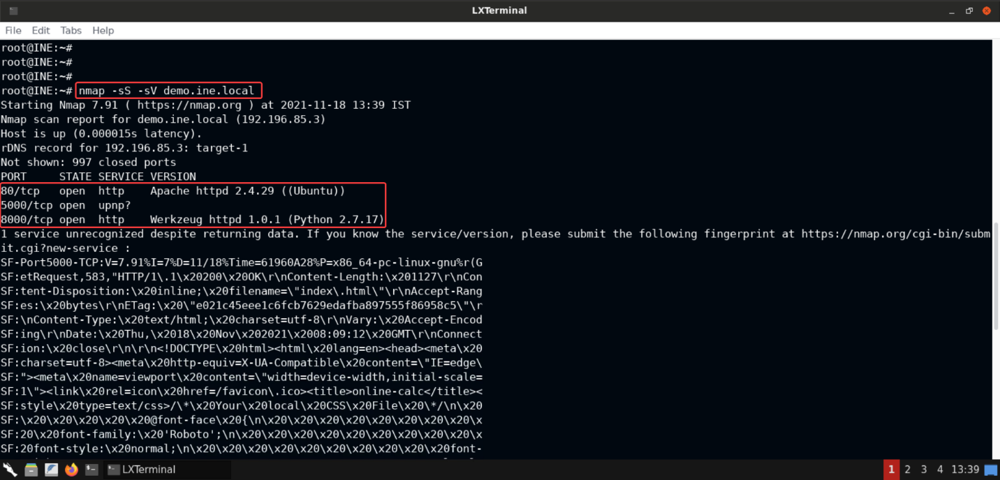 LXTerminal
File Edit Tabs Help
root@INE:~#
root@INE:~#
root@INE:~#
root@INE:~# nmap -sS -sV demo.ine.local
Starting Nmap 7.91 ( https://nmap.org ) at 2021-11-18 13:39 IST
Nmap scan report for demo.ine.local (192.196.85.3)
Host is up (0.000015s latency).
rDNS record for 192.196.85.3: target-1
Not shown: 997 closed ports
PORT     STATE SERVICE VERSION
80/tcp   open  http    Apache httpd 2.4.29 ((Ubuntu))
5000/tcp open  upnp?
8000/tcp open  http    Werkzeug httpd 1.0.1 (Python 2.7.17)
1 service unrecognized despite returning data. If you know the service/version, please submit the following fingerprint at https://nmap.org/cgi-bin/subm
it.cgi?new-service :
SF-Port5000-TCP:V=7.91%I=7%D=11/18%Time=61960A28%P=x86_64-pc-linux-gnu%r(G
SF:etRequest,583,"HTTP/1\.1\x20200\x20OK\r\nContent-Length:\x201127\r\nCon
SF:tent-Disposition:\x20inline;\x20filename=\"index\.html\"\r\nAccept-Rang
SF:es:\x20bytes\r\nETag:\x20\"e021c45eee1c6fcb7629edafba897555f86958c5\"\r
SF:\nContent-Type:\x20text/html;\x20charset=utf-8\r\nVary:\x20Accept-Encod
SF:ing\r\nDate:\x20Thu,\x2018\x20Nov\x202021\x2008:09:12\x20GMT\r\nConnect
SF:ion:\x20close\r\n\r\n<!DOCTYPE\x20html><html\x20lang=en><head><meta\x20
SF:charset=utf-8><meta\x20http-equiv=X-UA-Compatible\x20content=\"IE=edge\
SF:"><meta\x20name=viewport\x20content=\"width=device-width,initial-scale=
SF:1\"><link\x20rel=icon\x20href=/favicon\.ico><title>online-calc</title><
SF:style\x20type=text/css>/\*\x20Your\x20local\x20CSS\x20File\x20\*/\n\x20
SF:\x20\x20\x20\x20\x20@font-face\x20{\n\x20\x20\x20\x20\x20\x20\x20\x20\x
SF:20\x20font-family:\x20'Roboto';\n\x20\x20\x20\x20\x20\x20\x20\x20\x20\x
SF:20font-style:\x20normal;\n\x20\x20\x20\x20\x20\x20\x20\x20\x20\x20font-
LXTerminal
1 2 3 4 13:39